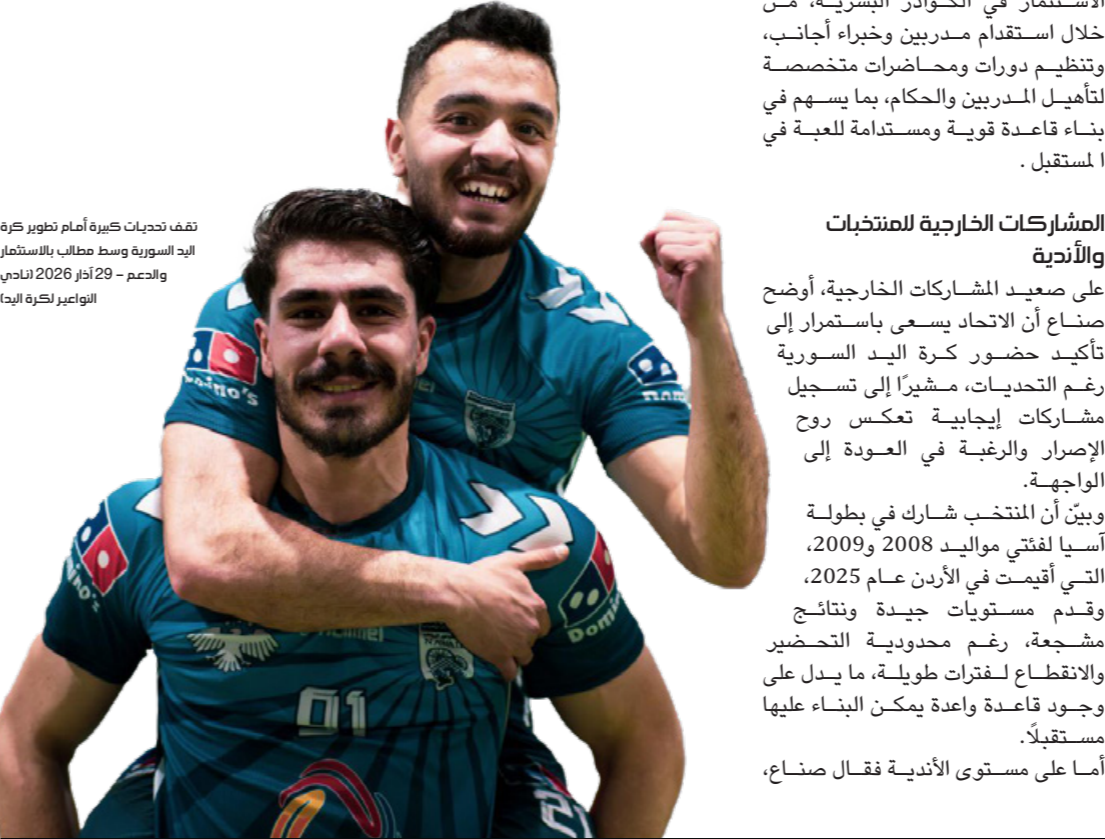 الاستثمار في الكوادر البشرية، من
خلال استقدام مدربين وخبراء أجانب،
وتنظيم دورات ومحاضرات متخصصة
لتأهيل المدربين والحكام، بما يسهم في
بناء قاعدة قوية ومستدامة للعبة في
ا لمستقبل .
المشاركات الخارجية للمنتخبات
والأندية
على صعيد المشاركات الخارجية، أوضح
صناع أن الاتحاد يسعى باستمرار إلى
تأكيد حضور كرة اليد السورية
رغم التحديات، مشيرًا إلى تسجيل
مشاركات إيجابية تعكس روح
الإصرار والرغبة في العودة إلى
الواجهة.
وبيّن أن المنتخب شارك في بطولة
آسيا لفئتي مواليد 2008 و2009،
التي أقيمت في الأردن عام 2025،
وقدم مستويات جيدة ونتائج
مشجعة، رغم محدودية التحضير
والانقطاع لفترات طويلة، ما يدل على
وجود قاعدة واعدة يمكن البناء عليها
مستقبلًا.
أما على مستوى الأندية فقال صناع،
تقف تحديات كبيرة أمام تطوير كرة
اليد السورية وسط مطالب بالاستثمار
والدعم – 29 آذار 2026 (نادي
النواعير لكرة اليد)
hummel
91
21